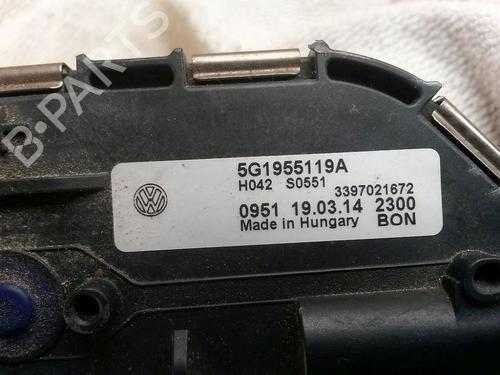 B-PARTS
5G1955119A
H042 S0551
3397021672
0951 19.03.14 2300
Made in Hungary BON